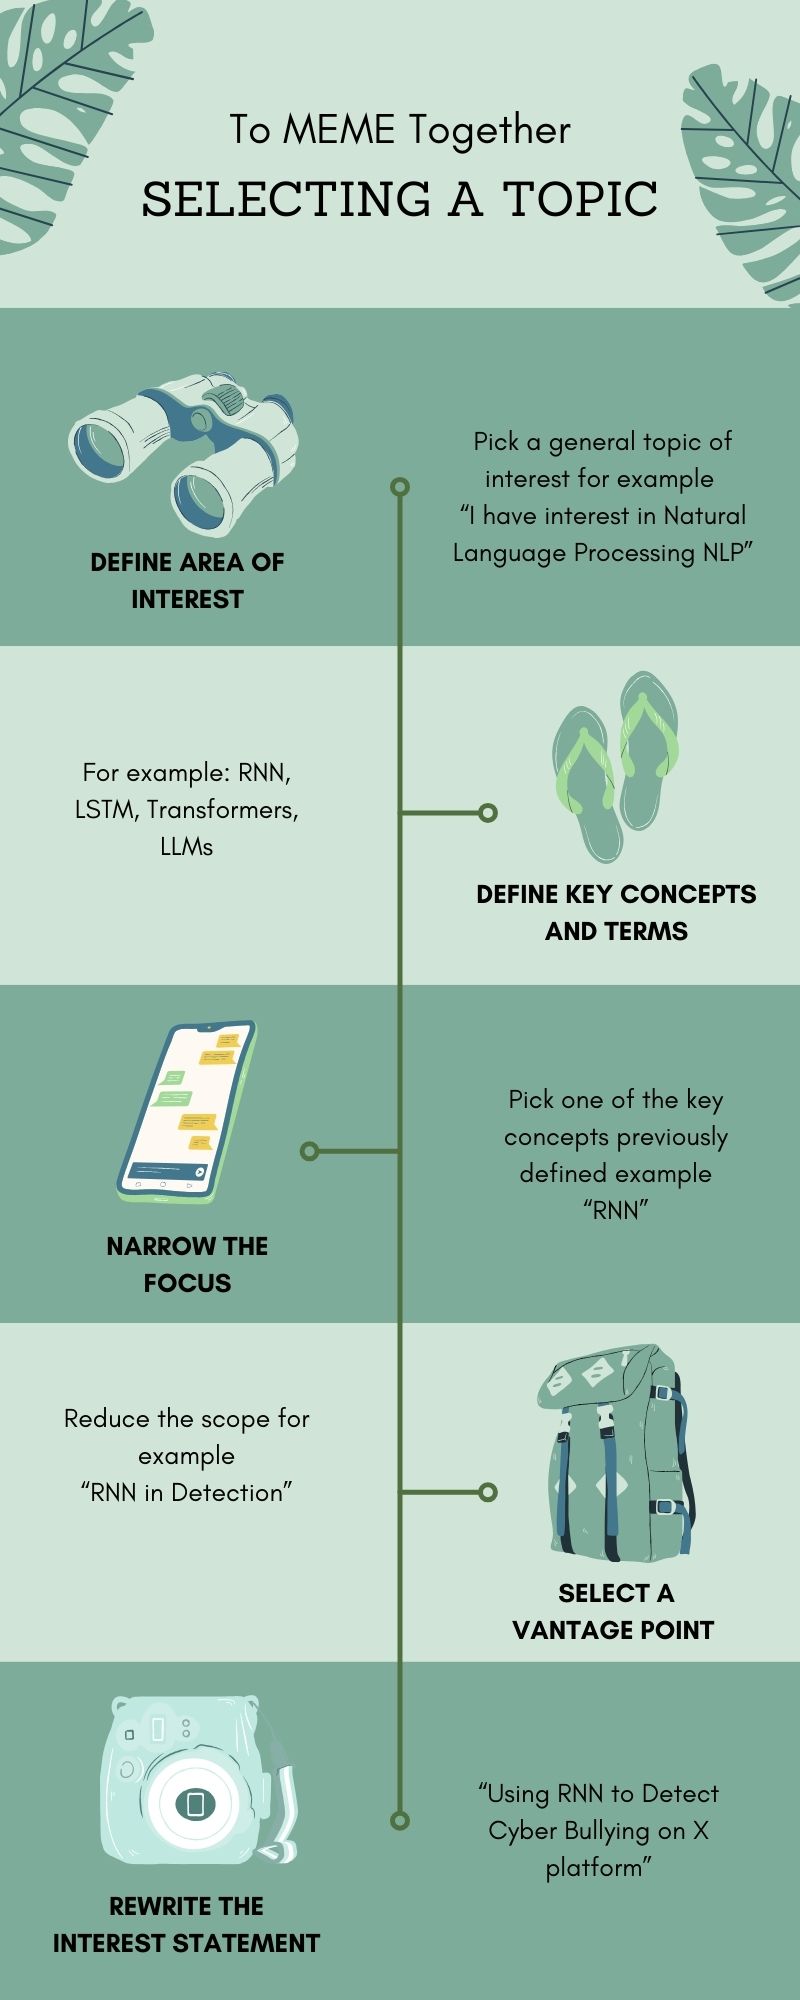 To MEME Together
SELECTING A TOPIC
DEFINE AREA OF
INTEREST
Pick a general topic of
interest for example
“I have interest in Natural
Language Processing NLP”
For example: RNN,
LSTM, Transformers,
LLMs
DEFINE KEY CONCEPTS
AND TERMS
NARROW THE
FOCUS
Pick one of the key
concepts previously
defined example
“RNN”
Reduce the scope for
example
“RNN in Detection”
SELECT A
VANTAGE POINT
REWRITE THE
INTEREST STATEMENT
“Using RNN to Detect
Cyber Bullying on X
platform”